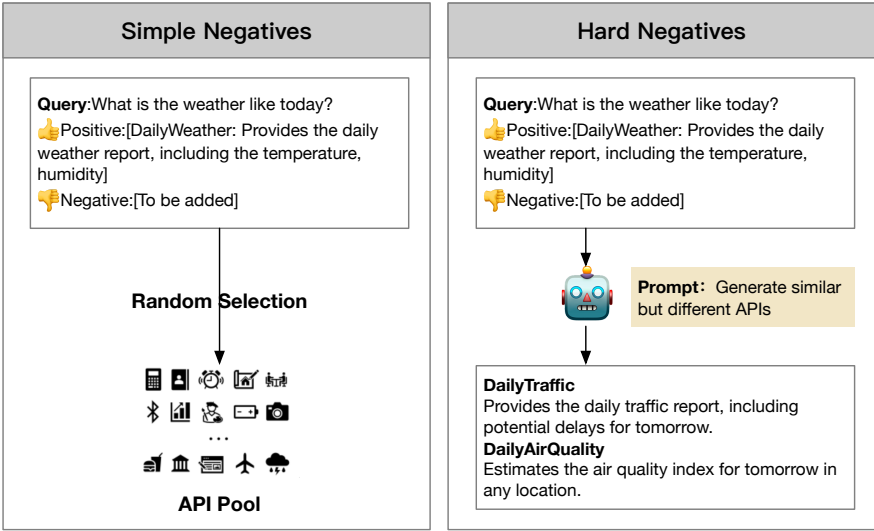 Simple Negatives
Query:What is the weather like today?
👍Positive:[DailyWeather: Provides the daily
weather report, including the temperature,
humidity]
👎Negative:[To be added]
Random Selection
...
API Pool
Hard Negatives
Query:What is the weather like today?
👍Positive:[DailyWeather: Provides the daily
weather report, including the temperature,
humidity]
👎Negative:[To be added]
Prompt： Generate similar
but different APIs
DailyTraffic
Provides the daily traffic report, including
potential delays for tomorrow.
DailyAirQuality
Estimates the air quality index for tomorrow in
any location.